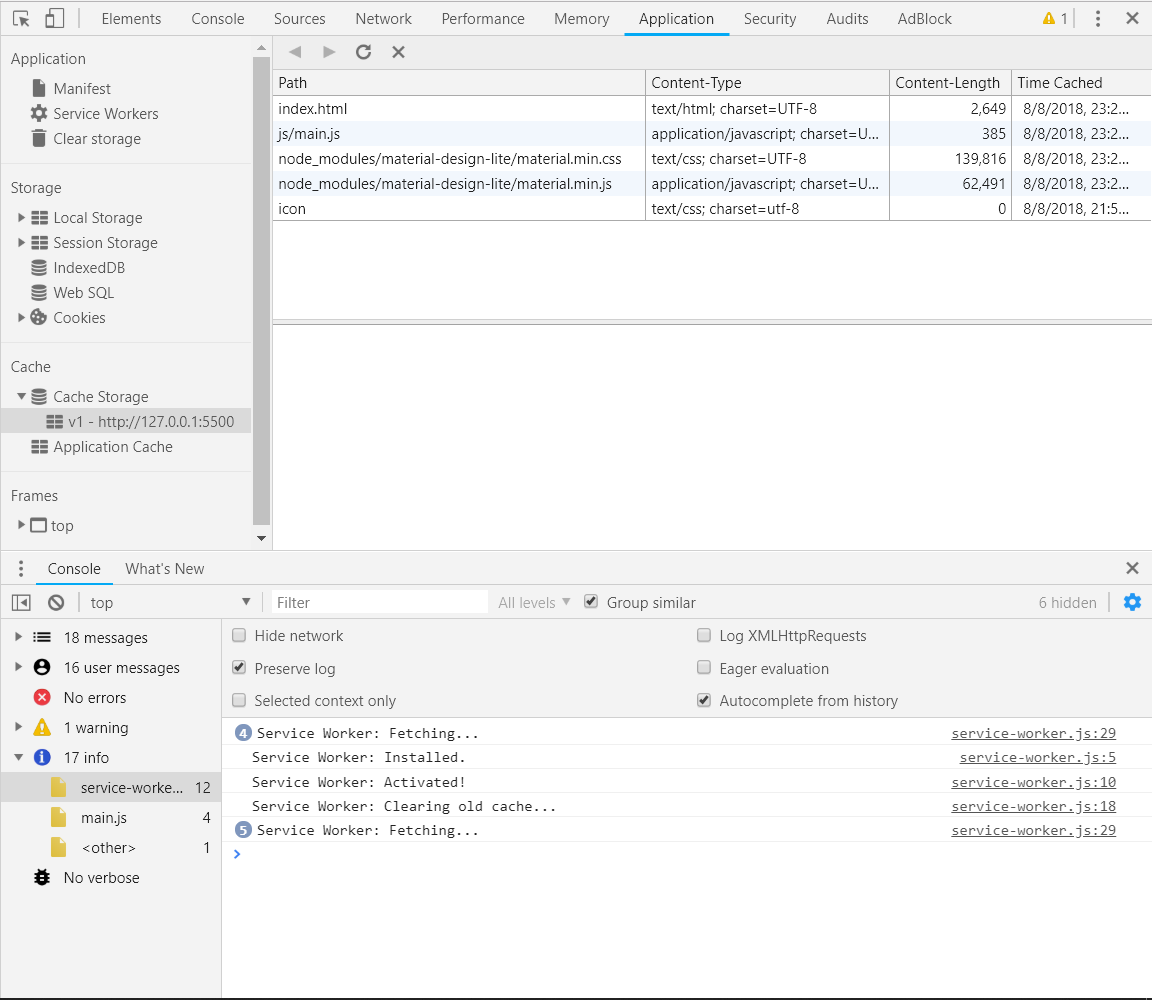 Elements Console Sources Network Performance Memory Application Security Audits AdBlock 1
Application
Manifest
Service Workers
Clear storage
Storage
Local Storage
Session Storage
IndexedDB
Web SQL
Cookies
Cache
Cache Storage
v1 - http://127.0.0.1:5500
Application Cache
Frames
top
Path Content-Type Content-Length Time Cached
index.html text/html; charset=UTF-8 2,649 8/8/2018, 23:2...
js/main.js application/javascript; charset=U... 385 8/8/2018, 23:2...
node_modules/material-design-lite/material.min.css text/css; charset=UTF-8 139,816 8/8/2018, 23:2...
node_modules/material-design-lite/material.min.js application/javascript; charset=U... 62,491 8/8/2018, 23:2...
icon text/css; charset=utf-8 0 8/8/2018, 21:5...
Console What's New
top Filter All levels Group similar 6 hidden
18 messages
16 user messages
No errors
1 warning
17 info
service-worke... 12
main.js 4
<other> 1
No verbose
Hide network Log XMLHttpRequests
Preserve log Eager evaluation
Selected context only Autocomplete from history
4 Service Worker: Fetching... service-worker.js:29
Service Worker: Installed. service-worker.js:5
Service Worker: Activated! service-worker.js:10
Service Worker: Clearing old cache... service-worker.js:18
5 Service Worker: Fetching... service-worker.js:29